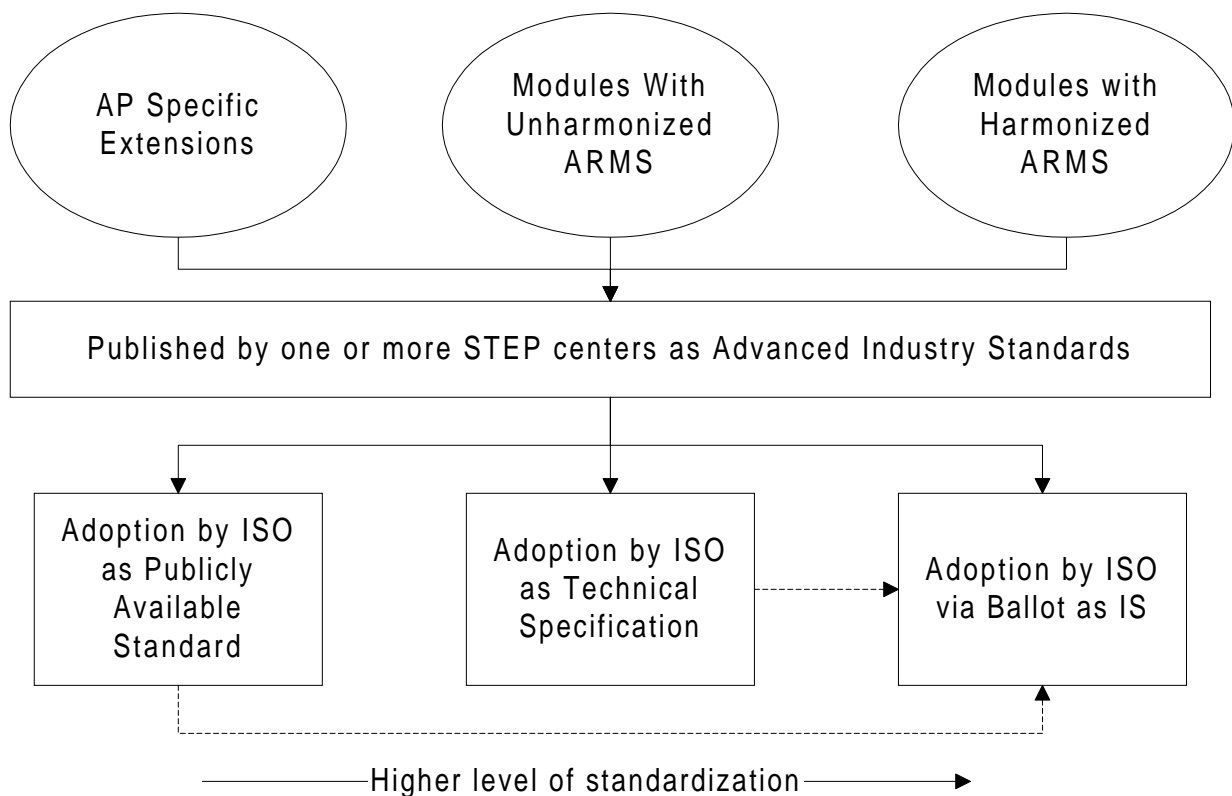 AP Specific
Extensions
Modules With
Unharmonized
ARMS
Modules with
Harmonized
ARMS
Published by one or more STEP centers as Advanced Industry Standards
Adoption by ISO
as Publicly
Available
Standard
Adoption by ISO
as Technical
Specification
Adoption by ISO
via Ballot as IS
Higher level of standardization